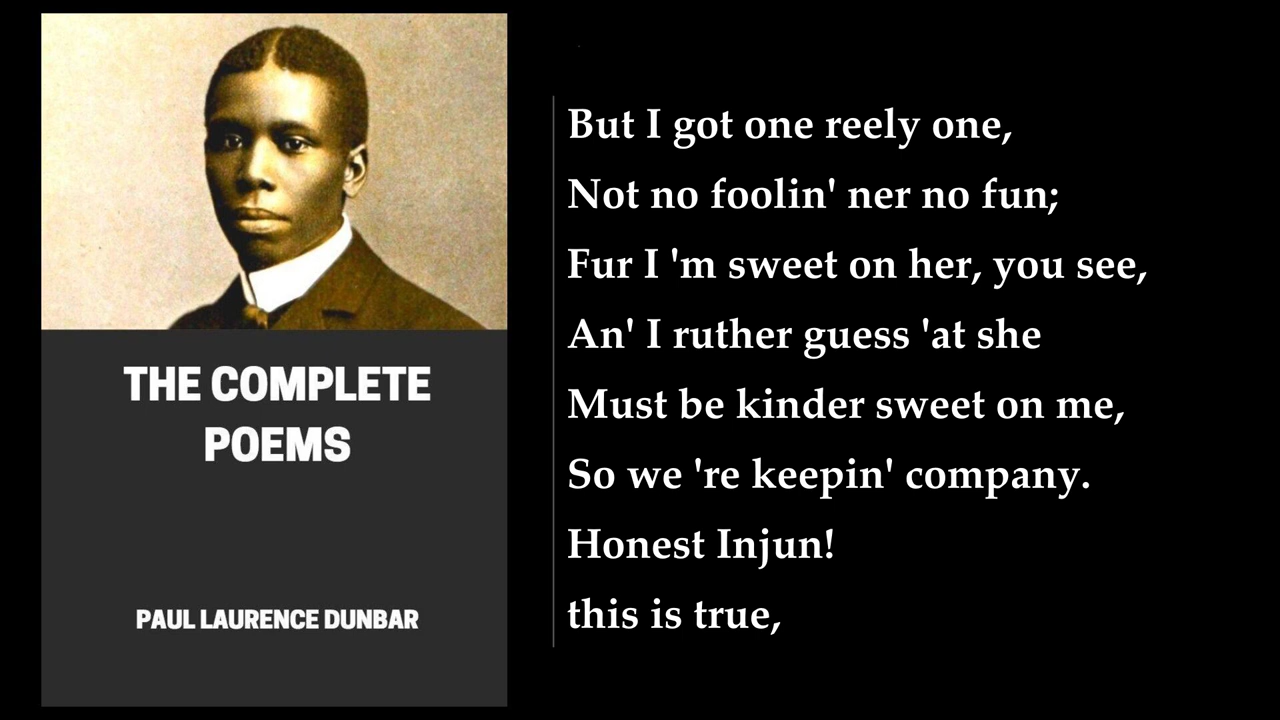 THE COMPLETE
POEMS
PAUL LAURENCE DUNBAR
But I got one reely one,
Not no foolin' ner no fun;
Fur I 'm sweet on her, you see,
An' I ruther guess 'at she
Must be kinder sweet on me,
So we 're keepin' company.
Honest Injun!
this is true,